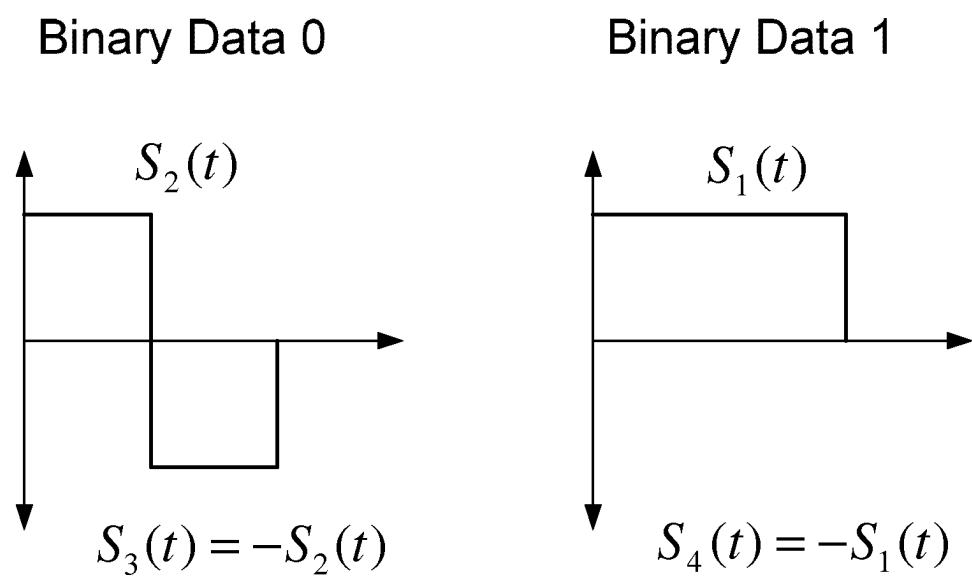 Binary Data 0
Binary Data 1
S₂(t)
S₁(t)
S₃(t) = −S₂(t)
S₄(t) = −S₁(t)